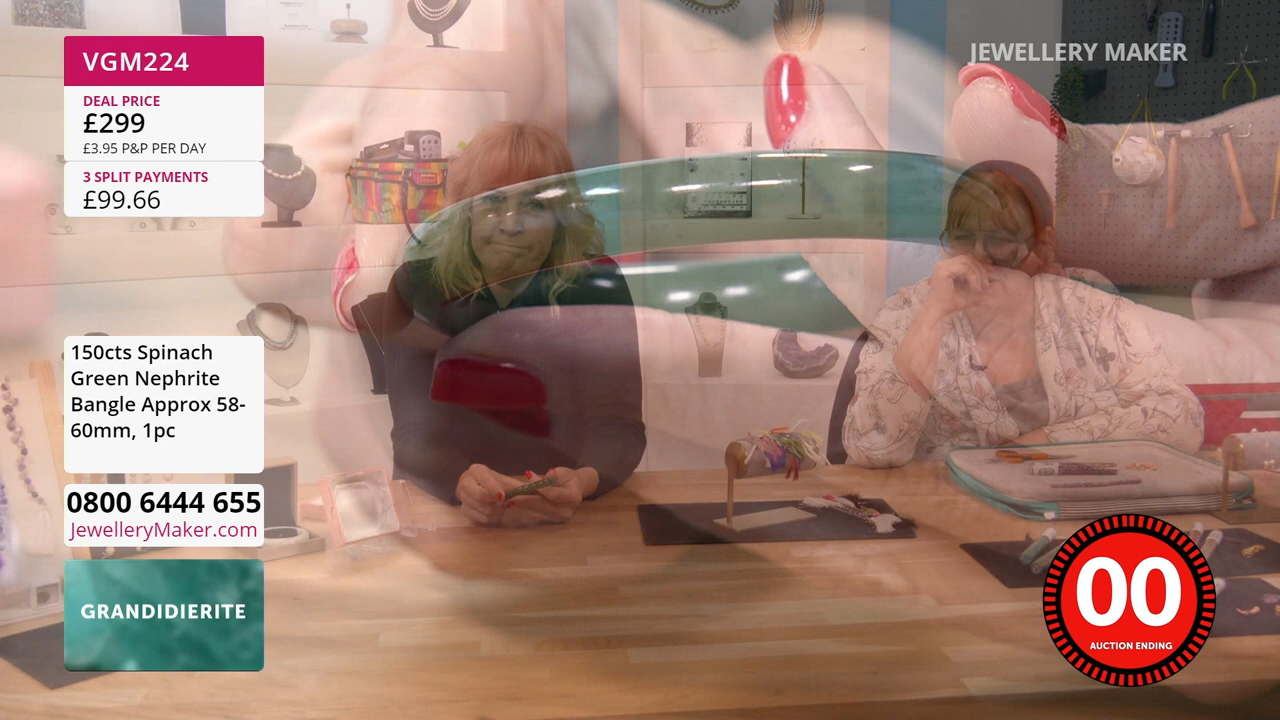 VGM224
DEAL PRICE
£299
£3.95 P&P PER DAY
3 SPLIT PAYMENTS
£99.66
JEWELLERY MAKER
150cts Spinach
Green Nephrite
Bangle Approx 58-
60mm, 1pc
0800 6444 655
JewelleryMaker.com
GRANDIDIERITE
00
AUCTION ENDING